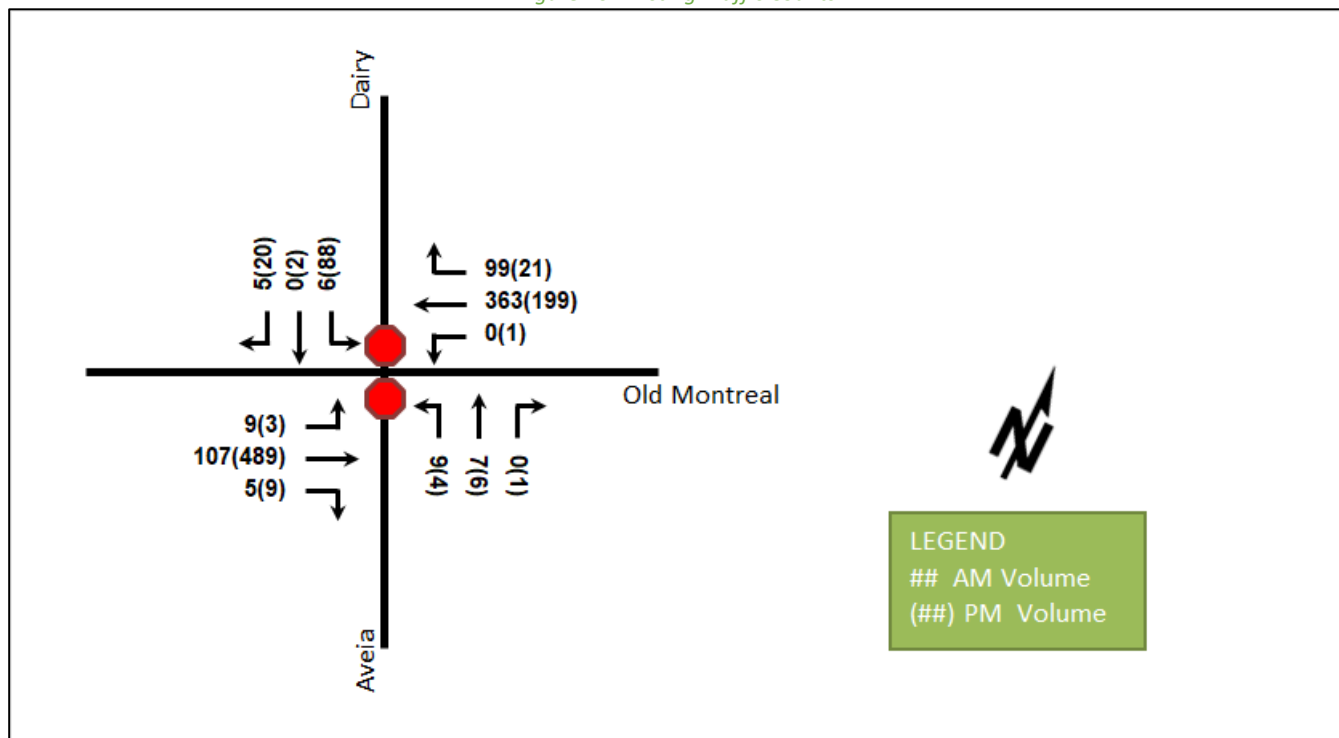 Dairy
5(20)
0(2)
6(88)
99(21)
363(199)
0(1)
Old Montreal
9(3)
107(489)
5(9)
9(4)
7(6)
0(1)
N
Aveia
LEGEND
## AM Volume
(##) PM Volume